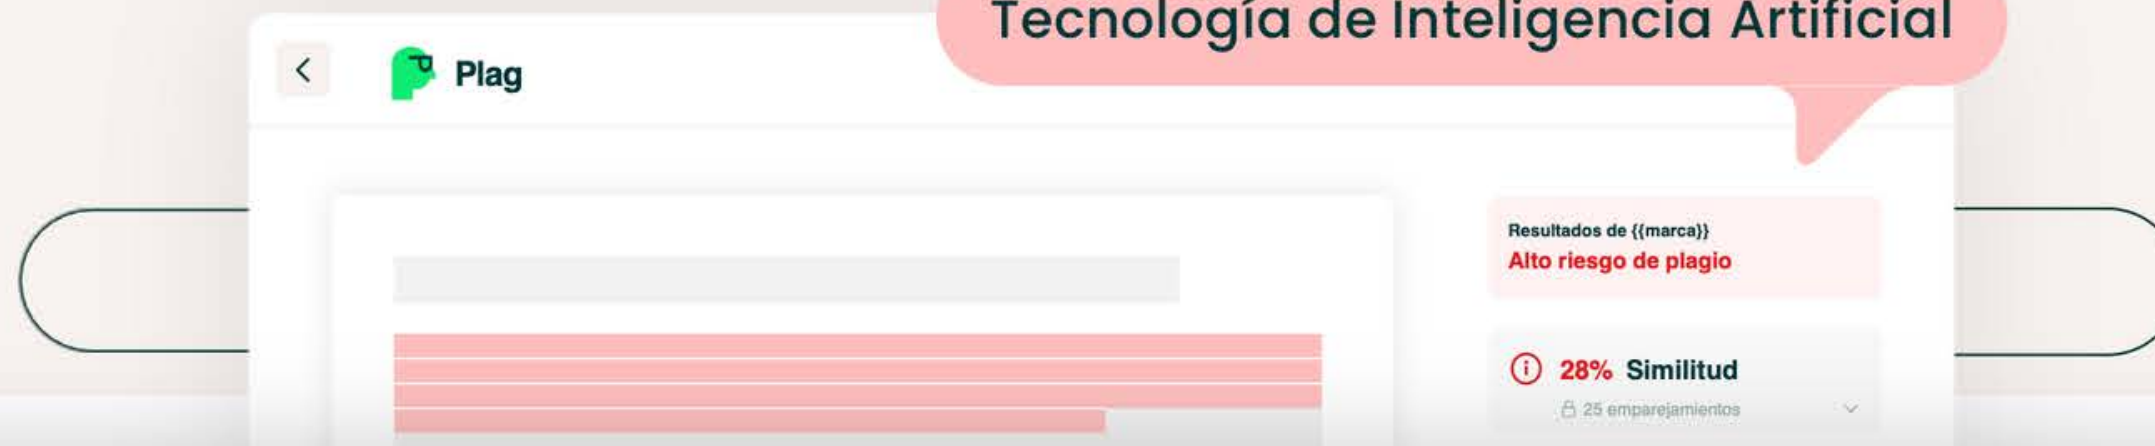 Tecnología de Inteligencia Artificial
Plag
Resultados de {{marca}}
Alto riesgo de plagio
28% Similitud
25 emparejamientos